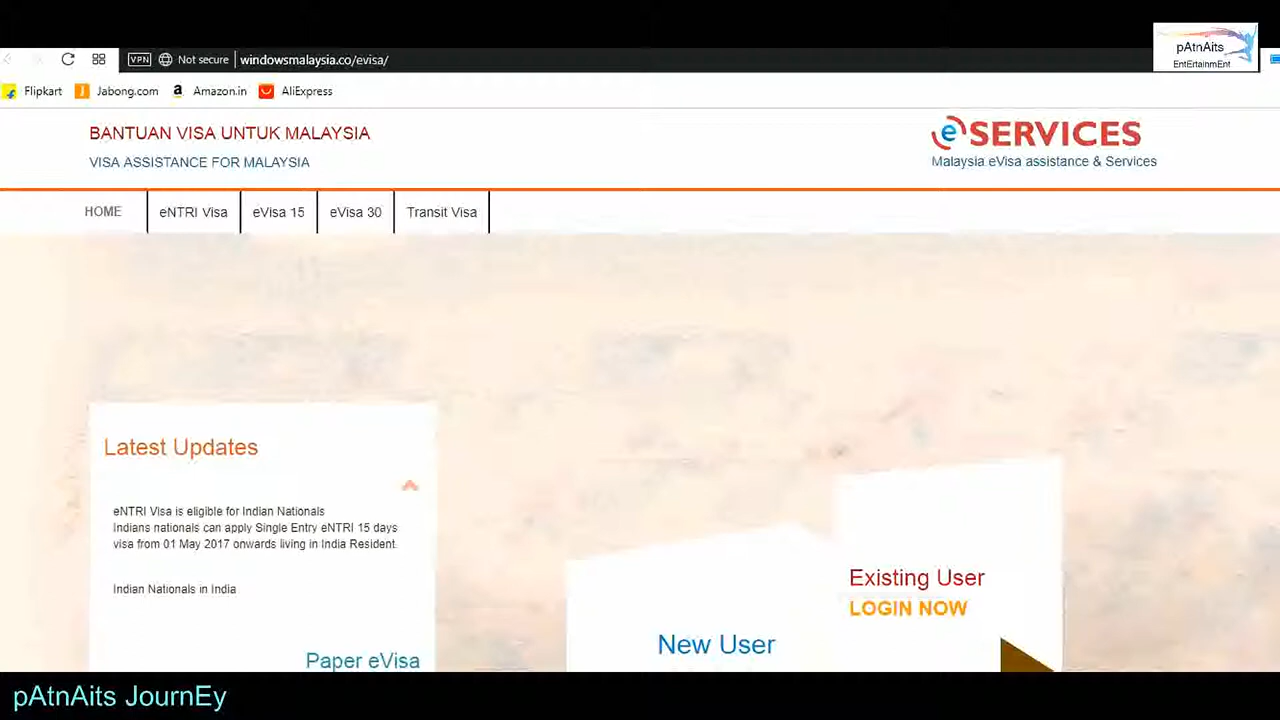 pAtnAits
EntErtainmEnt
VPN Not secure windowsmalaysia.co/evisa/
Flipkart Jabong.com Amazon.in AliExpress
BANTUAN VISA UNTUK MALAYSIA
VISA ASSISTANCE FOR MALAYSIA
eSERVICES
Malaysia eVisa assistance & Services
HOME eNTRI Visa eVisa 15 eVisa 30 Transit Visa
Latest Updates
eNTRI Visa is eligible for Indian Nationals
Indians nationals can apply Single Entry eNTRI 15 days
visa from 01 May 2017 onwards living in India Resident.
Indian Nationals in India
Paper eVisa
Existing User
LOGIN NOW
New User
pAtnAits JournEy